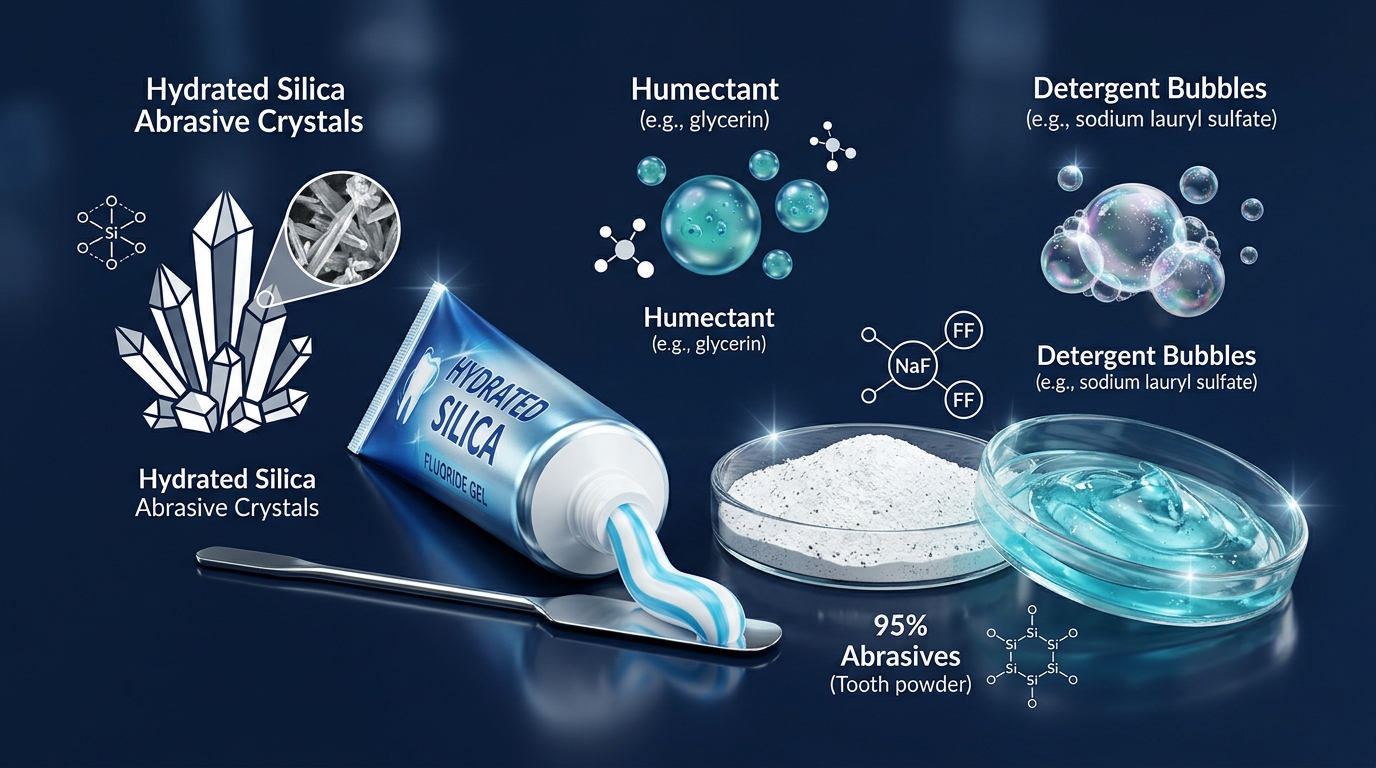 Hydrated Silica
Abrasive Crystals
Humectant
(e.g., glycerin)
Detergent Bubbles
(e.g., sodium lauryl sulfate)
Si
Humectant
(e.g., glycerin)
FF
NaF
FF
Detergent Bubbles
(e.g., sodium lauryl sulfate)
HYDRATED
SILICA
FLUORIDE GEL
Hydrated Silica
Abrasive Crystals
95%
Abrasives
(Tooth powder)
Si
Si
Si
Si
Si
Si